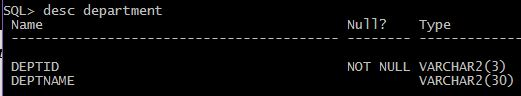 SQL> desc department
Name Null? Type
----------------------------------------- -------- ------------
DEPTID NOT NULL VARCHAR2(3)
DEPTNAME VARCHAR2(30)